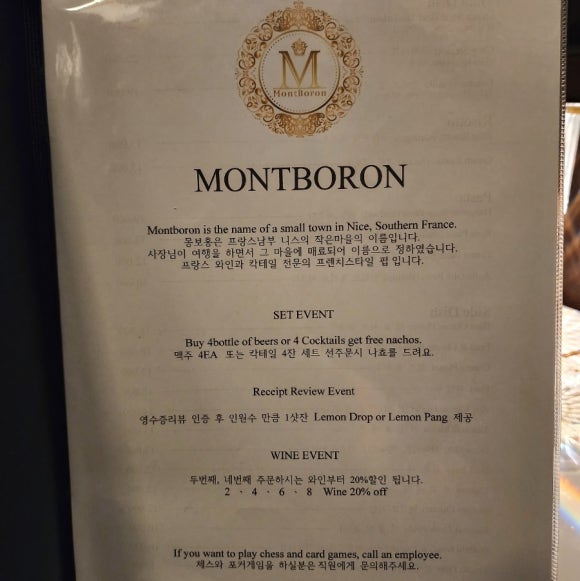 M
MontBoron
MONTBORON
Montboron is the name of a small town in Nice, Southern France.
몽보홍은 프랑스남부 니스의 작은마을의 이름입니다.
사장님이 여행을 하면서 그 마을에 매료되어 이름으로 정하였습니다.
프랑스 와인과 칵테일 전문의 프렌치스타일 펍 입니다.
SET EVENT
Buy 4bottle of beers or 4 Cocktails get free nachos.
맥주 4EA 또는 칵테일 4잔 세트 선주문시 나쵸를 드려요.
Receipt Review Event
영수증리뷰 인증 후 인원수 만큼 1샷잔 Lemon Drop or Lemon Pang 제공
WINE EVENT
두번째, 네번째 주문하시는 와인부터 20%할인 됩니다.
2 、 4 、 6 、 8 Wine 20% off
If you want to play chess and card games, call an employee.
체스와 포커게임을 하실분은 직원에게 문의해주세요.